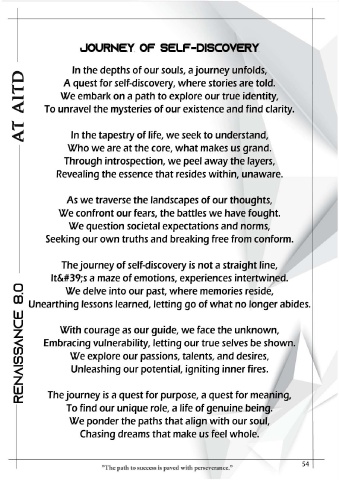 JOURNEY OF SELF-DISCOVERY
In the depths of our souls, a journey unfolds,
A quest for self-discovery, where stories are told.
We embark on a path to explore our true identity,
To unravel the mysteries of our existence and find clarity.
In the tapestry of life, we seek to understand,
Who we are at the core, what makes us grand.
Through introspection, we peel away the layers,
Revealing the essence that resides within, unaware.
As we traverse the landscapes of our thoughts,
We confront our fears, the battles we have fought.
We question societal expectations and norms,
Seeking our own truths and breaking free from conform.
The journey of self-discovery is not a straight line,
It&#39;s a maze of emotions, experiences intertwined.
We delve into our past, where memories reside,
Unearthing lessons learned, letting go of what no longer abides.
With courage as our guide, we face the unknown,
Embracing vulnerability, letting our true selves be shown.
We explore our passions, talents, and desires,
Unleashing our potential, igniting inner fires.
The journey is a quest for purpose, a quest for meaning,
To find our unique role, a life of genuine being.
We ponder the paths that align with our soul,
Chasing dreams that make us feel whole.
AT AITD
RENAISSANCE 8.0
"The path to success is paved with perseverance."
54